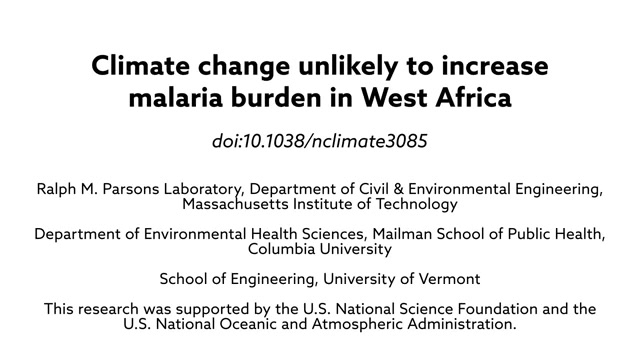 Climate change unlikely to increase
malaria burden in West Africa
doi:10.1038/nclimate3085
Ralph M. Parsons Laboratory, Department of Civil & Environmental Engineering,
Massachusetts Institute of Technology
Department of Environmental Health Sciences, Mailman School of Public Health,
Columbia University
School of Engineering, University of Vermont
This research was supported by the U.S. National Science Foundation and the
U.S. National Oceanic and Atmospheric Administration.